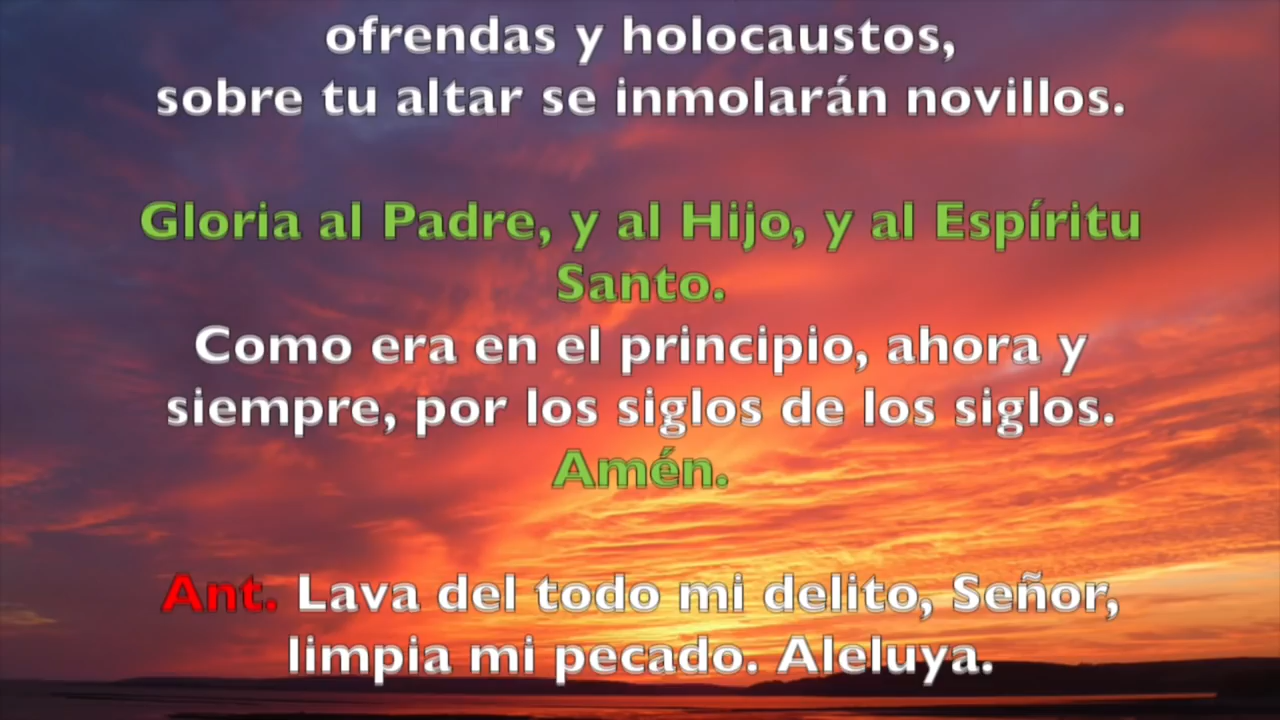 ofrendas y holocaustos,
sobre tu altar se inmolarán novillos.
Gloria al Padre, y al Hijo, y al Espíritu
Santo.
Como era en el principio, ahora y
siempre, por los siglos de los siglos.
Amén.
Ant. Lava del todo mi delito, Señor,
limpia mi pecado. Aleluya.